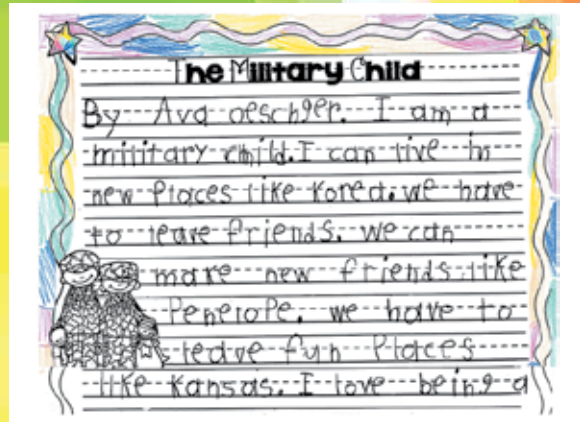 The Military Child
By Ava oeschger. I am a
military child. I can live in
new places like Korea. we have
to leave friends. we can
make new friends like
Penelope. we have to
leave fun places
like Kansas. I love being a